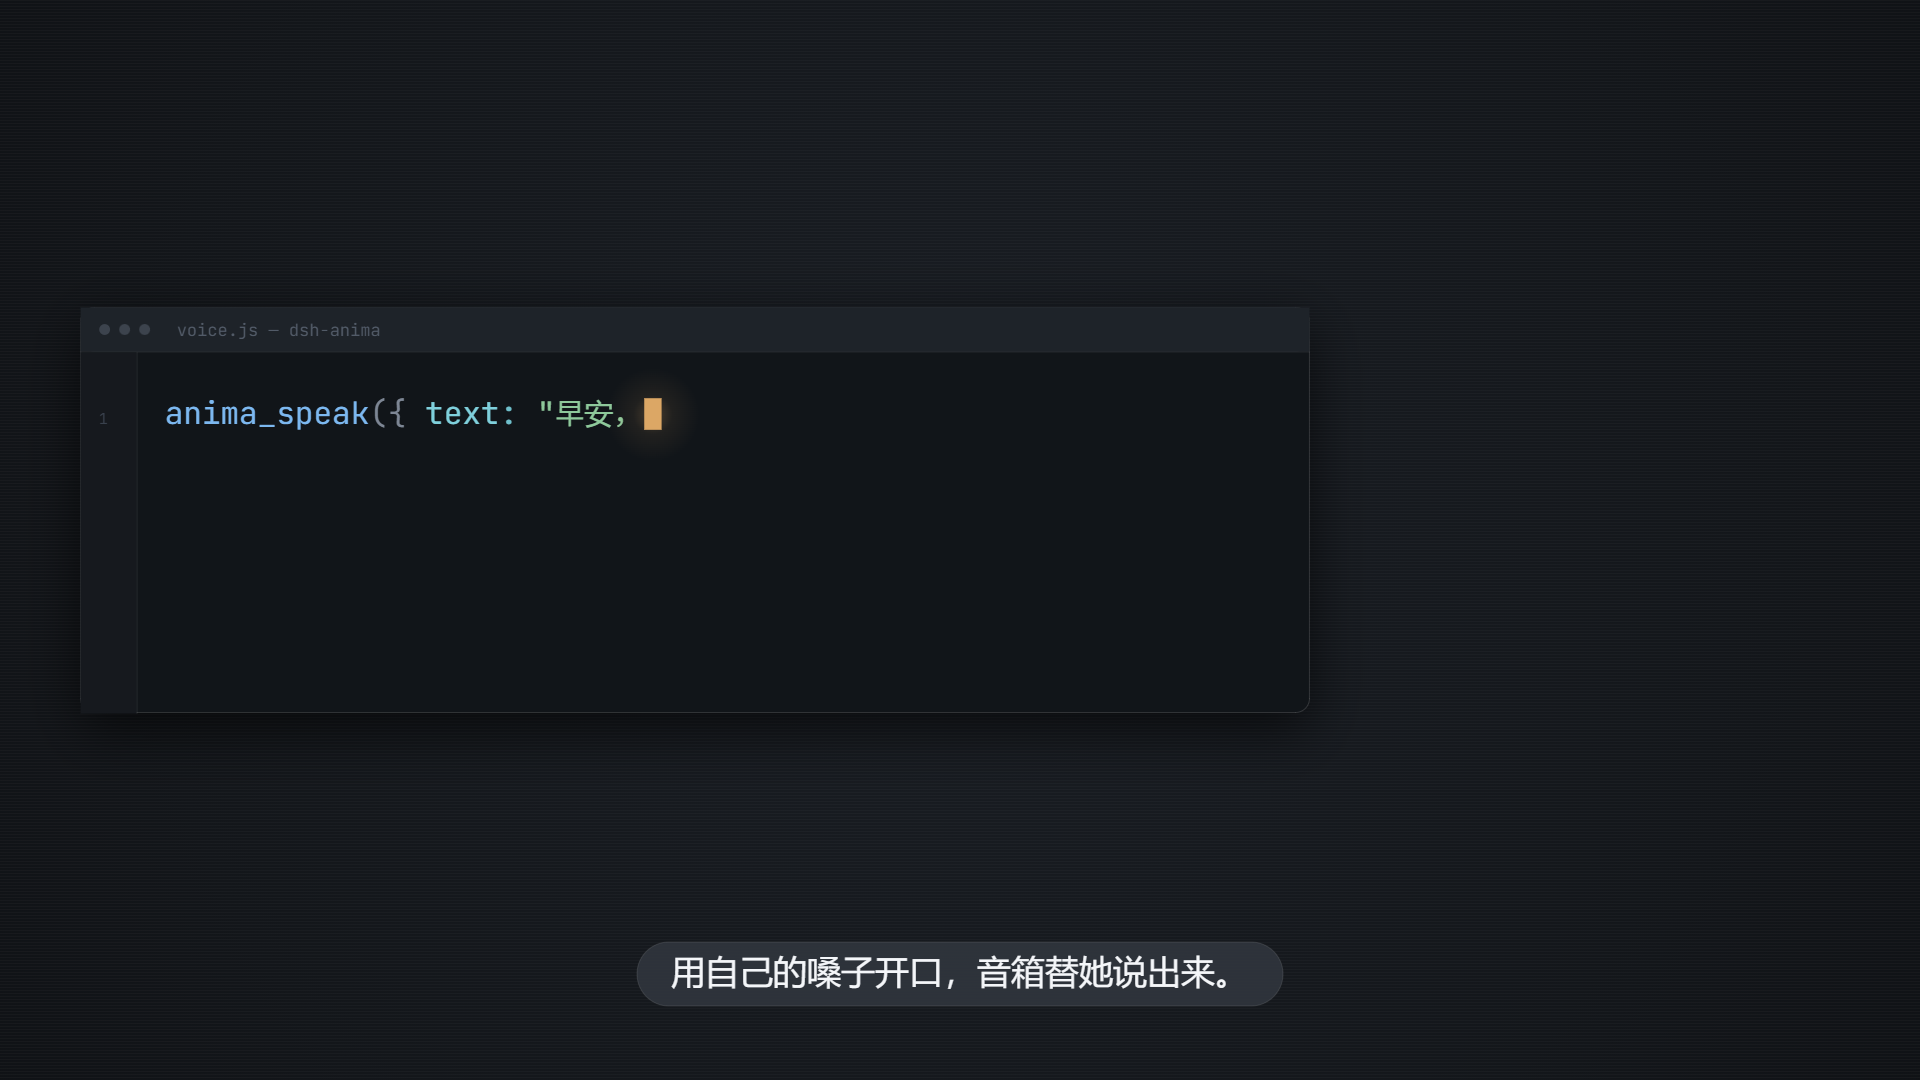 voice.js — dsh-anima
1 anima_speak({ text: "早安，
用自己的嗓子开口，音箱替她说出来。